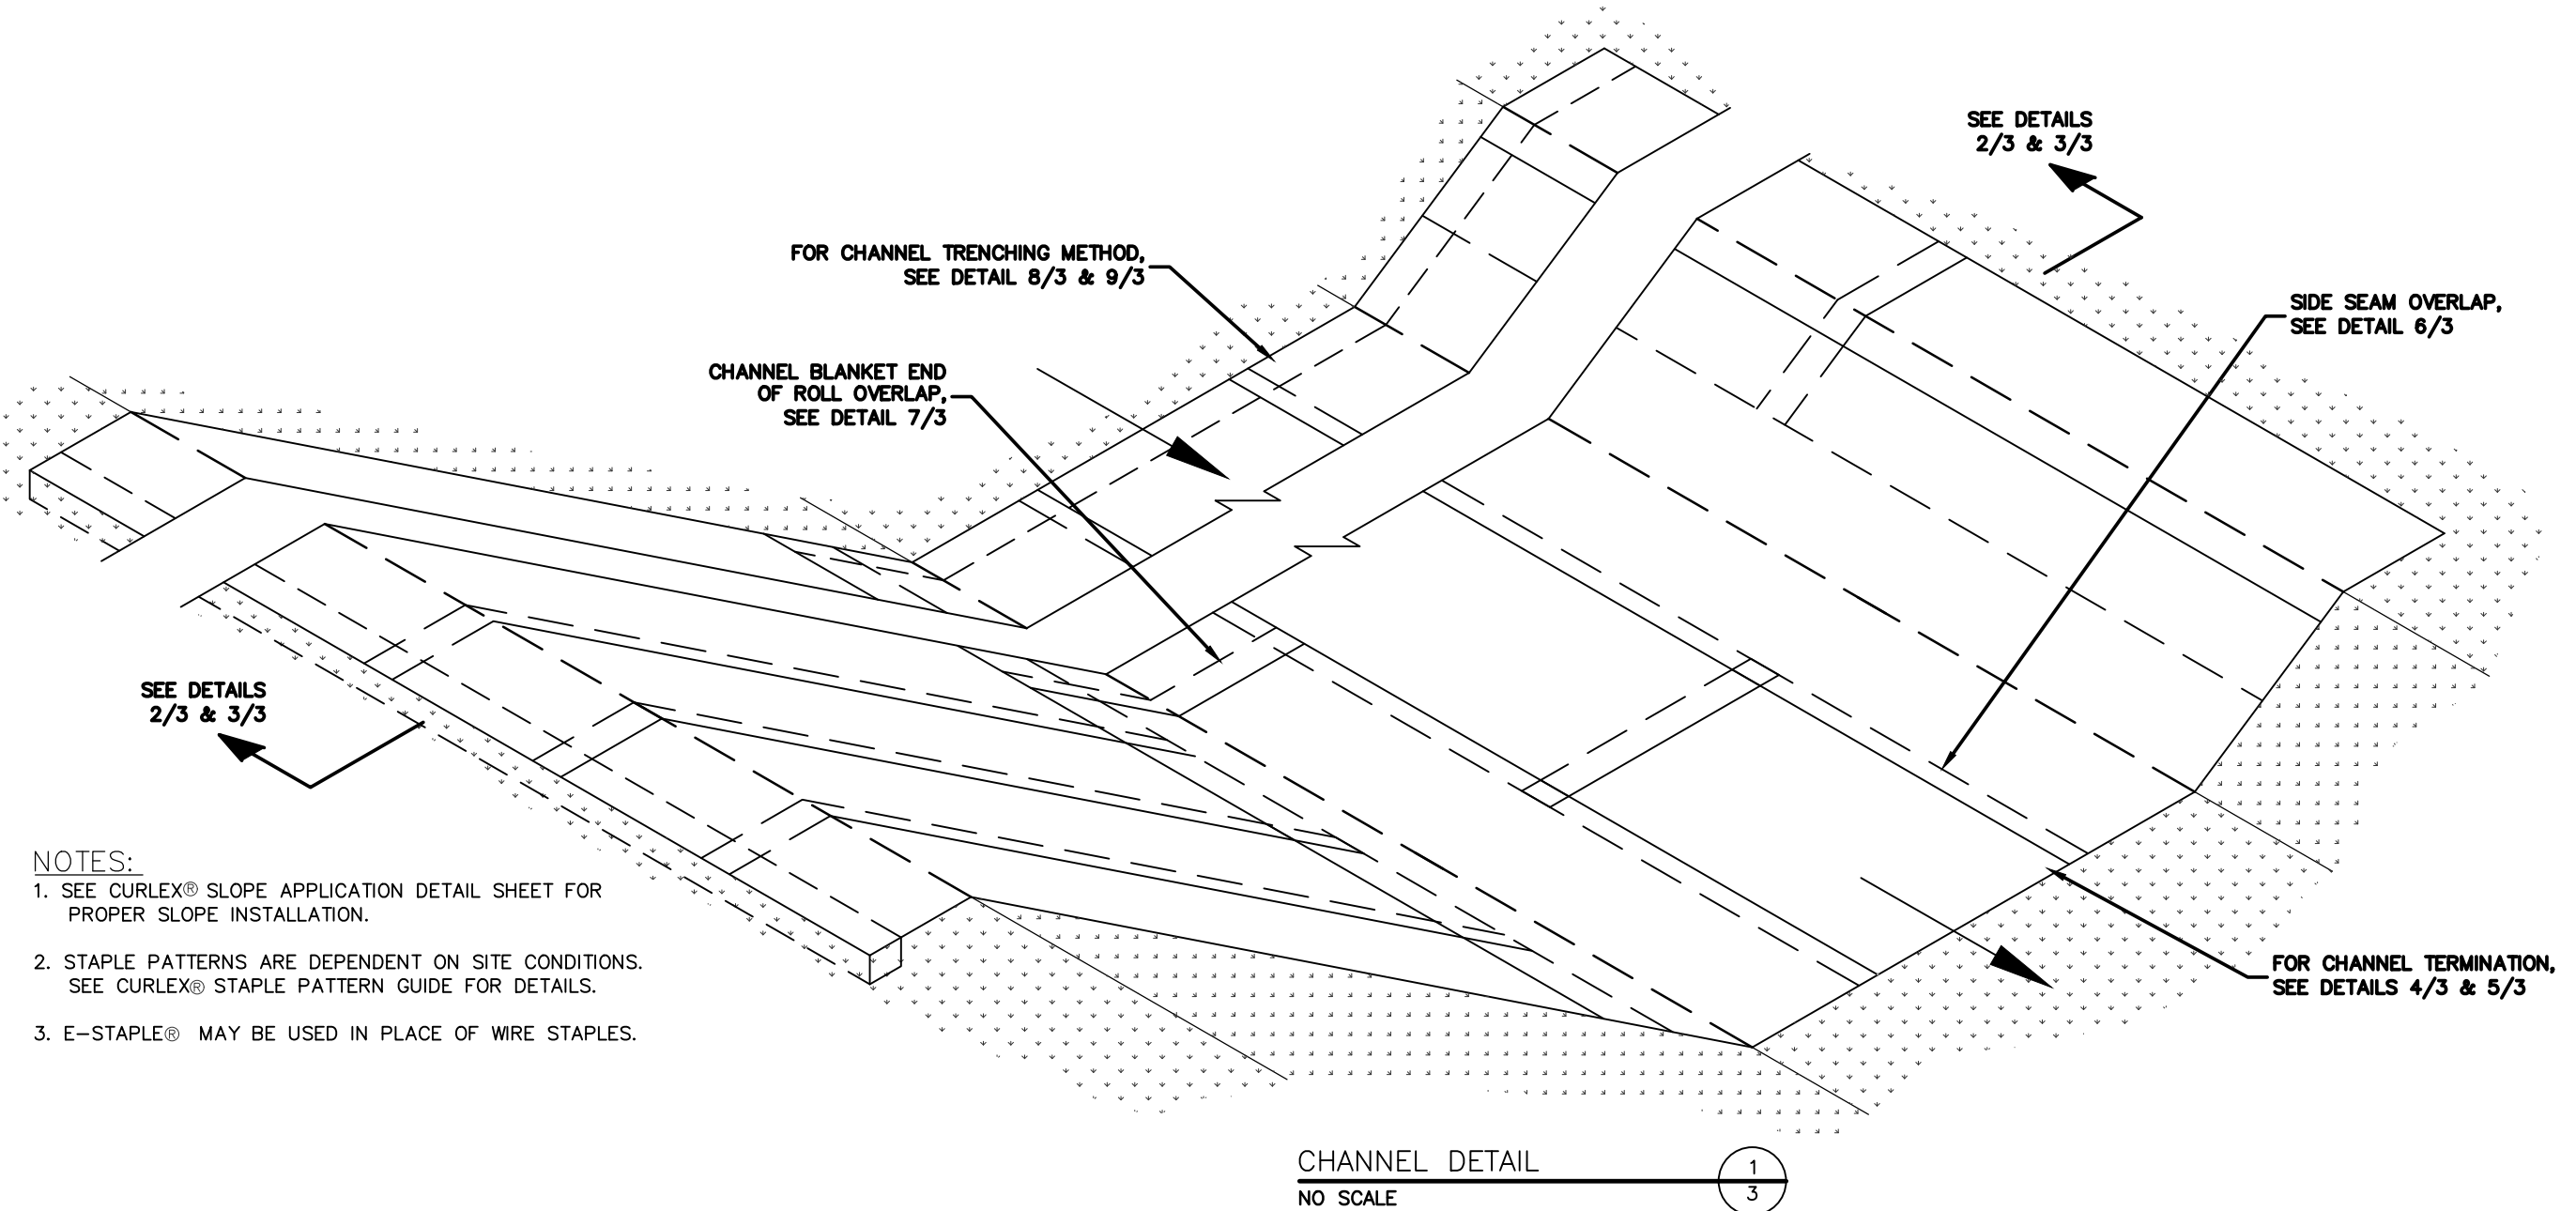 SEE DETAILS
2/3 & 3/3
FOR CHANNEL TRENCHING METHOD,
SEE DETAIL 8/3 & 9/3
SIDE SEAM OVERLAP,
SEE DETAIL 6/3
CHANNEL BLANKET END
OF ROLL OVERLAP,
SEE DETAIL 7/3
SEE DETAILS
2/3 & 3/3
NOTES:
1. SEE CURLEX® SLOPE APPLICATION DETAIL SHEET FOR
PROPER SLOPE INSTALLATION.
2. STAPLE PATTERNS ARE DEPENDENT ON SITE CONDITIONS.
SEE CURLEX® STAPLE PATTERN GUIDE FOR DETAILS.
3. E-STAPLE® MAY BE USED IN PLACE OF WIRE STAPLES.
FOR CHANNEL TERMINATION,
SEE DETAILS 4/3 & 5/3
CHANNEL DETAIL
NO SCALE
1
3